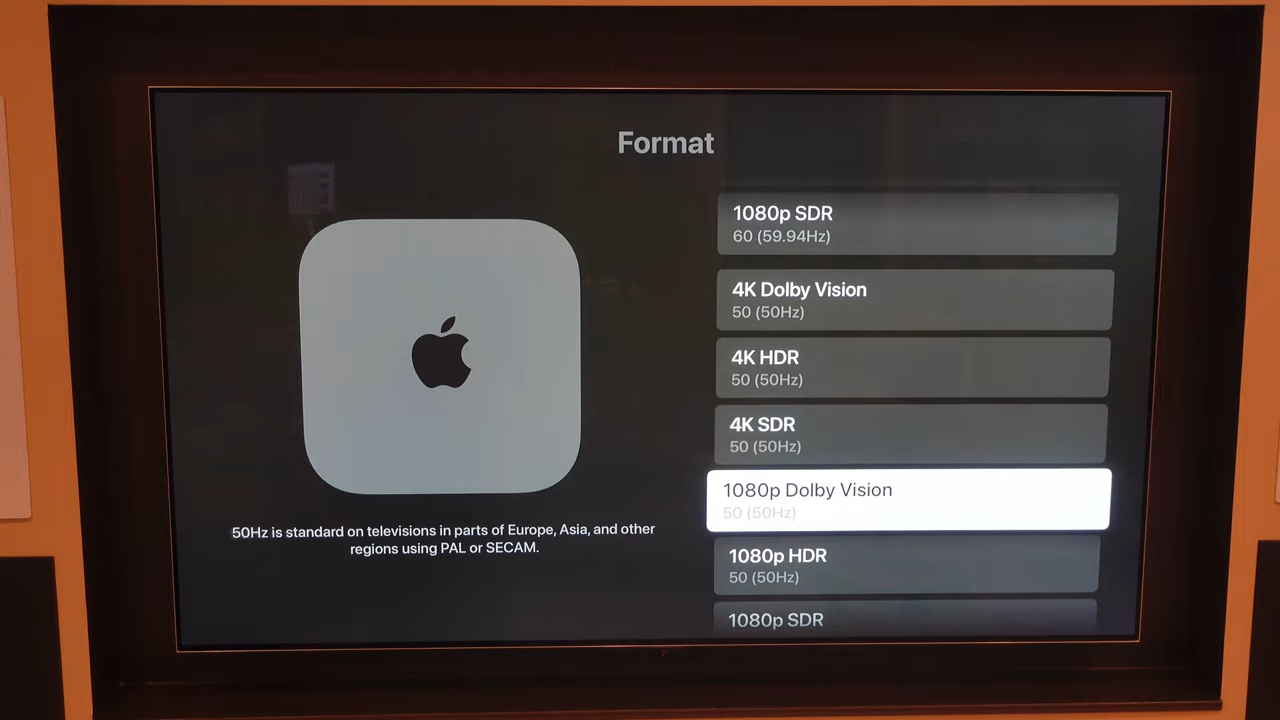 Format
1080p SDR
60 (59.94Hz)
4K Dolby Vision
50 (50Hz)
4K HDR
50 (50Hz)
4K SDR
50 (50Hz)
1080p Dolby Vision
50 (50Hz)
1080p HDR
50 (50Hz)
1080p SDR
50Hz is standard on televisions in parts of Europe, Asia, and other
regions using PAL or SECAM.